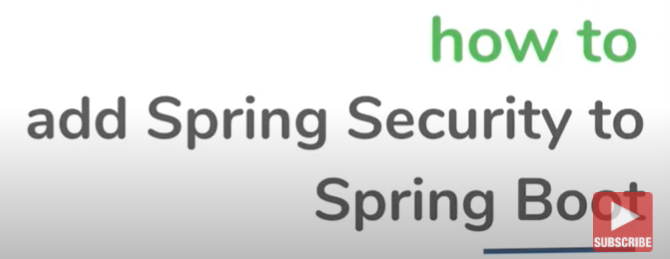 how to
add Spring Security to
Spring Boot
SUBSCRIBE